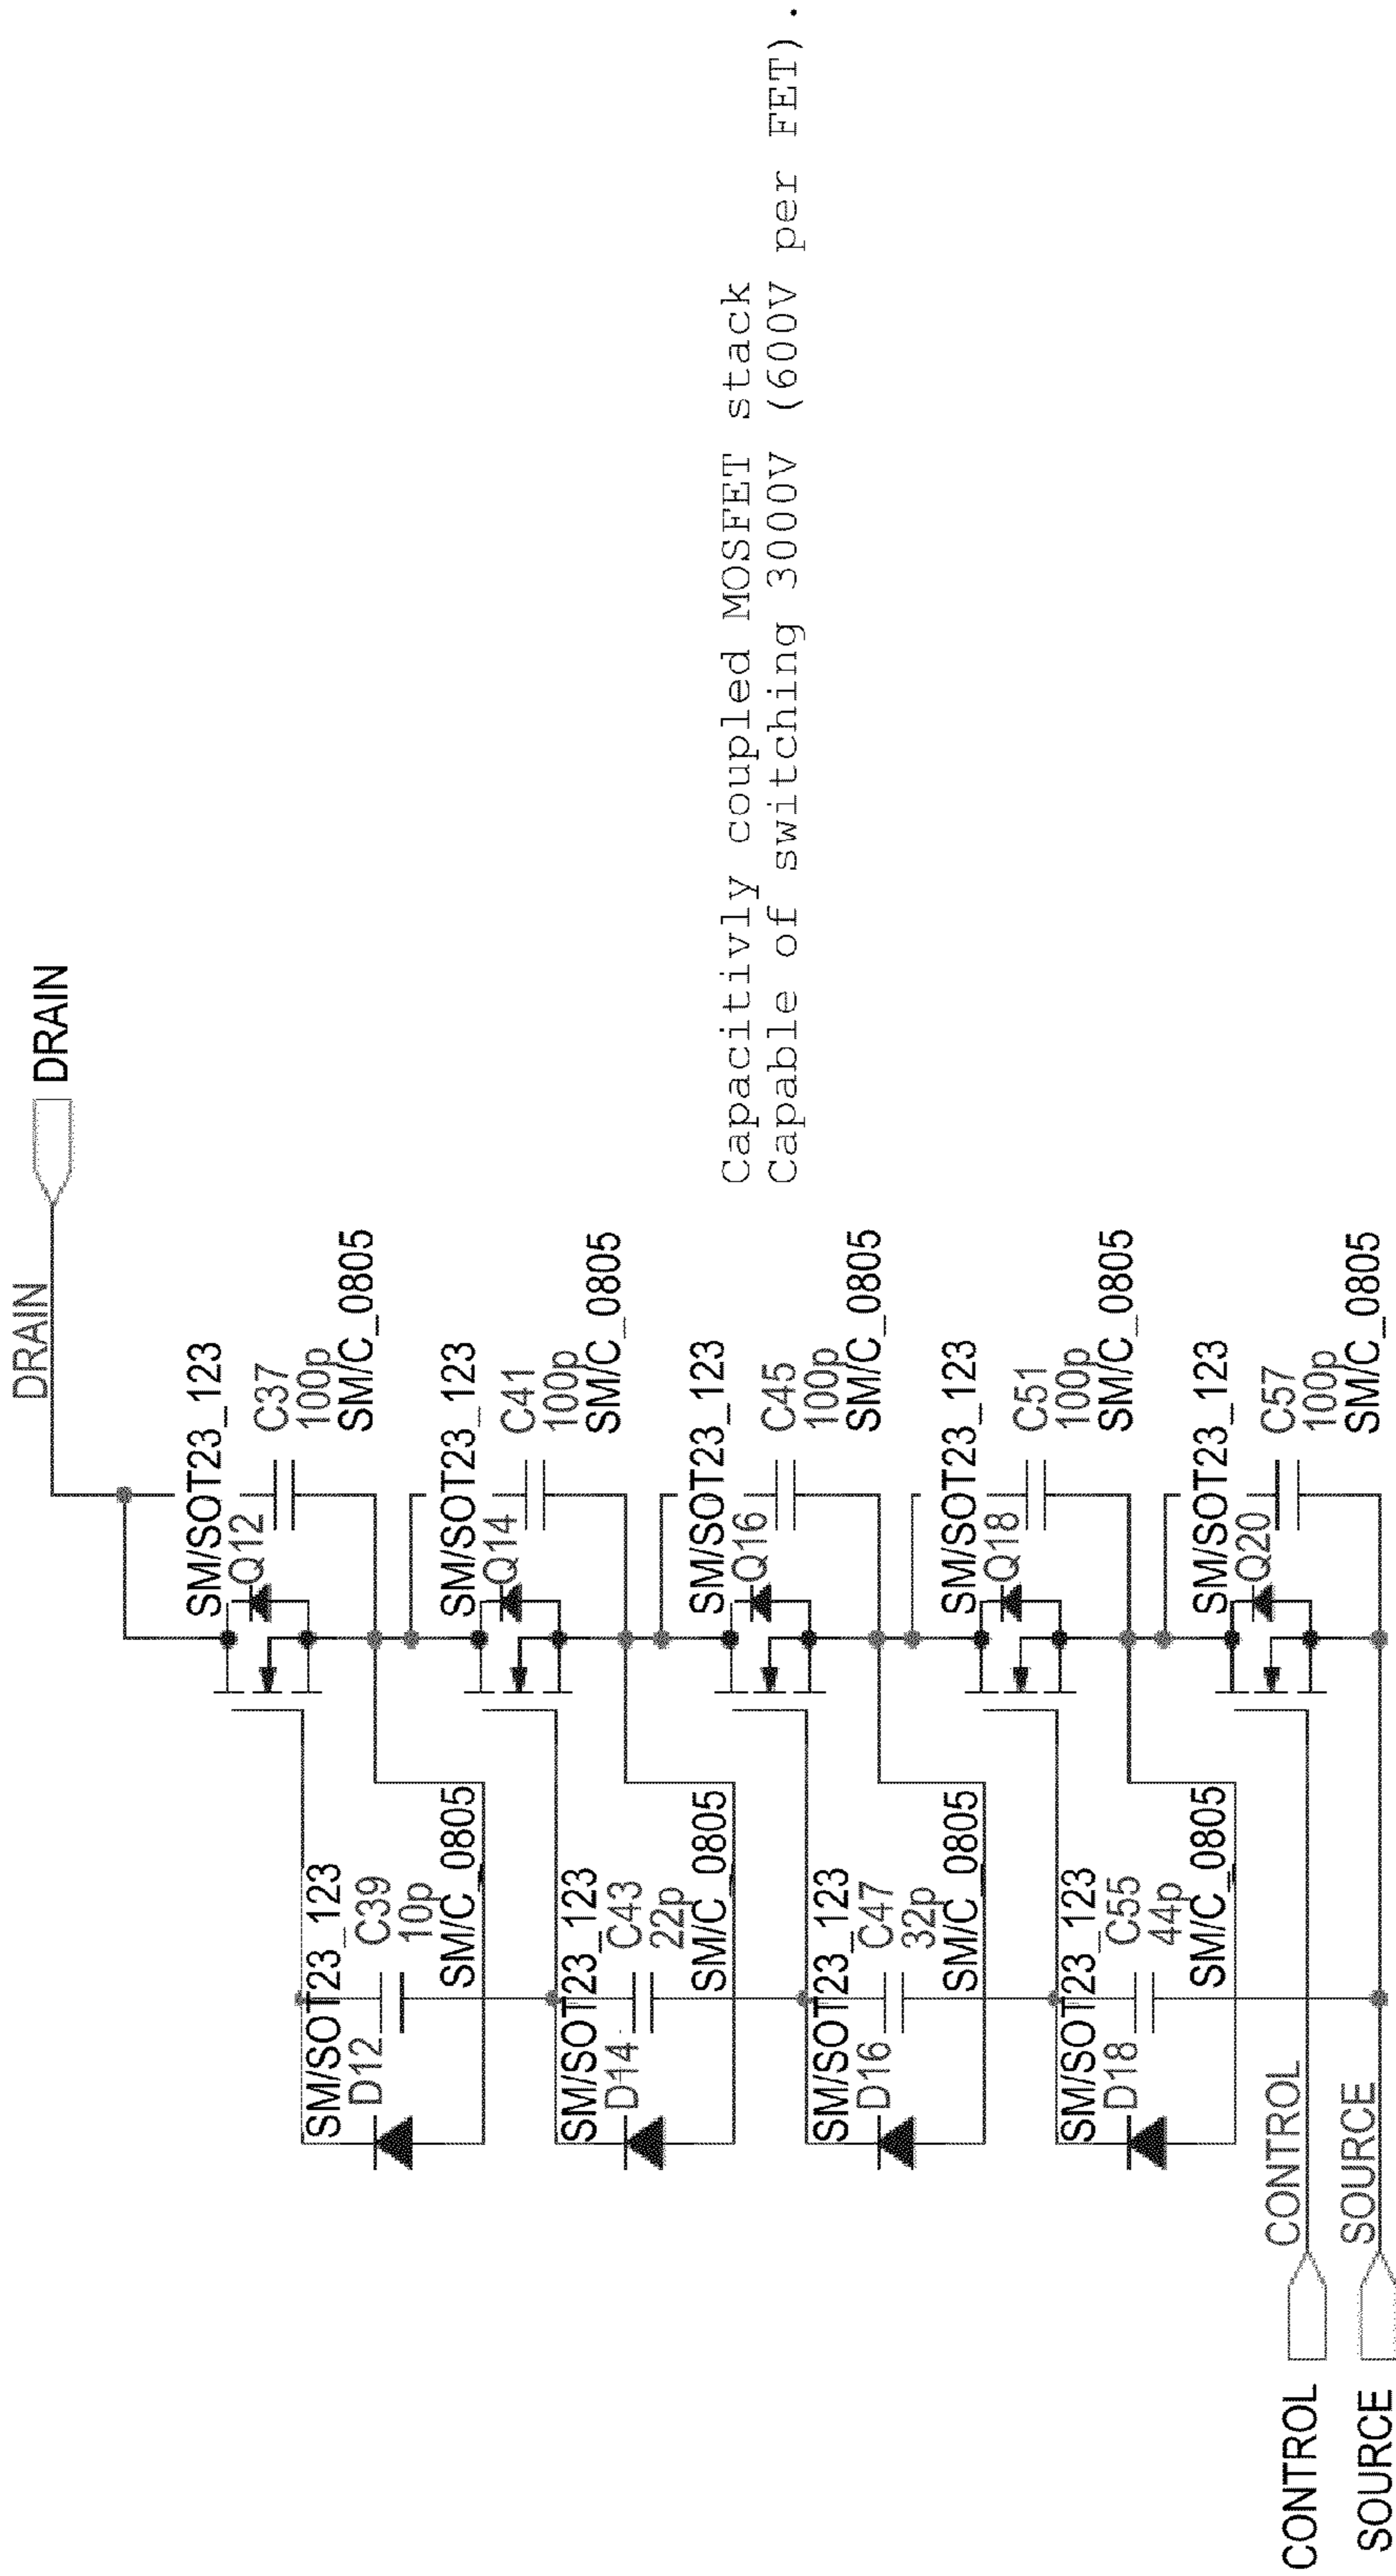 DRAIN
DRAIN
SM/SOT23_123
Q12
C37
100p
SM/C_0805
SM/SOT23_123
D12
C39
10p
SM/C_0805
SM/SOT23_123
Q14
C41
100p
SM/C_0805
SM/SOT23_123
D14
C43
22p
SM/C_0805
SM/SOT23_123
Q16
C45
100p
SM/C_0805
SM/SOT23_123
D16
C47
32p
SM/C_0805
SM/SOT23_123
Q18
C51
100p
SM/C_0805
SM/SOT23_123
D18
C55
44p
SM/C_0805
SM/SOT23_123
Q20
C57
100p
SM/C_0805
CONTROL
CONTROL
SOURCE
SOURCE
Capacitivly coupled MOSFET stack
Capable of switching 3000V (600V per FET).